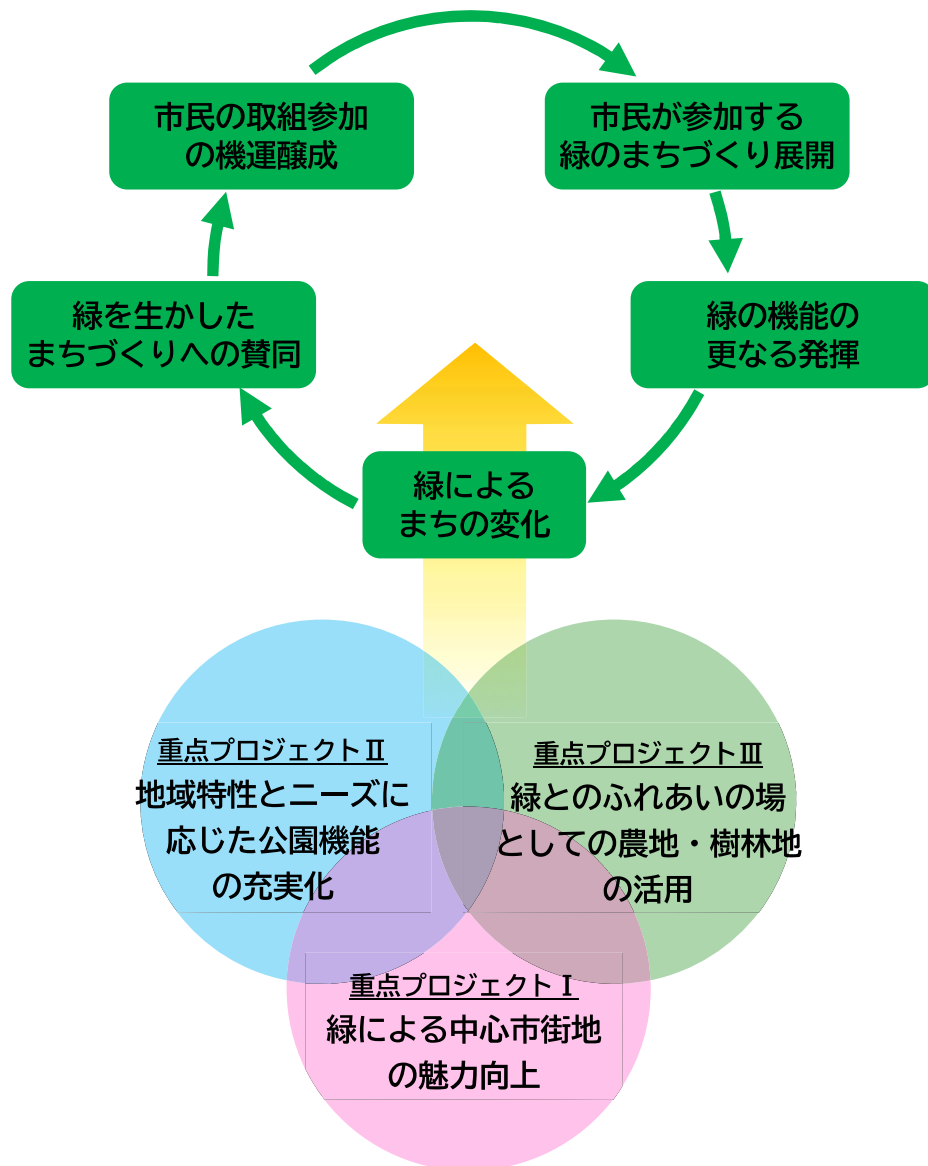 市民の取組参加
の機運醸成
市民が参加する
緑のまちづくり展開
緑を生かした
まちづくりへの賛同
緑の機能の
更なる発揮
緑による
まちの変化
重点プロジェクトⅡ
地域特性とニーズに
応じた公園機能
の充実化
重点プロジェクトⅢ
緑とのふれあいの場
としての農地・樹林地
の活用
重点プロジェクトⅠ
緑による中心市街地
の魅力向上